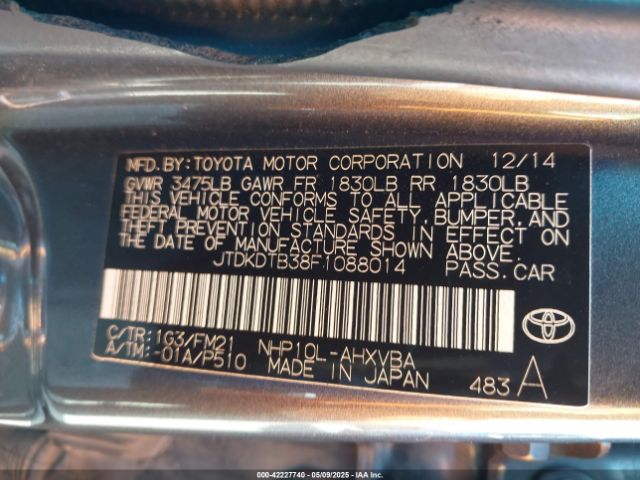 MFD. BY: TOYOTA MOTOR CORPORATION 12/14
GVWR 3475LB GAWR FR 1830LB RR 1830LB
THIS VEHICLE CONFORMS TO ALL APPLICABLE
FEDERAL MOTOR VEHICLE SAFETY, BUMPER, AND
THEFT PREVENTION STANDARDS IN EFFECT ON
THE DATE OF MANUFACTURE SHOWN ABOVE.
JTDKDTB38F1088014 PASS. CAR
C/TR: 1G3/FM21 NHP10L-AHXVBA
A/TM: -01A/P510 MADE IN JAPAN 483 A
000-42227740 - 05/09/2025 - IAA Inc.